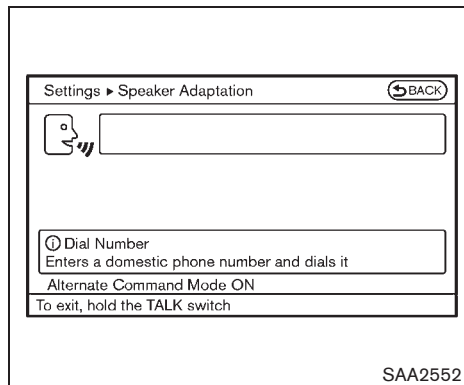 Settings ▸ Speaker Adaptation
BACK
Dial Number
Enters a domestic phone number and dials it
Alternate Command Mode ON
To exit, hold the TALK switch
SAA2552